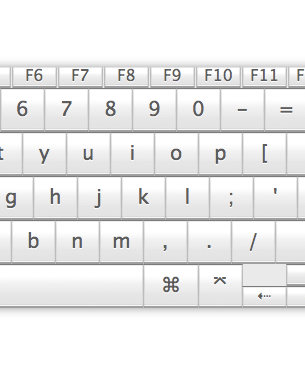 F6 F7 F8 F9 F10 F11 F
6 7 8 9 0 - =
t y u i o p [
g h j k l ; '
b n m , . /
⌘ ⌤ ⇠